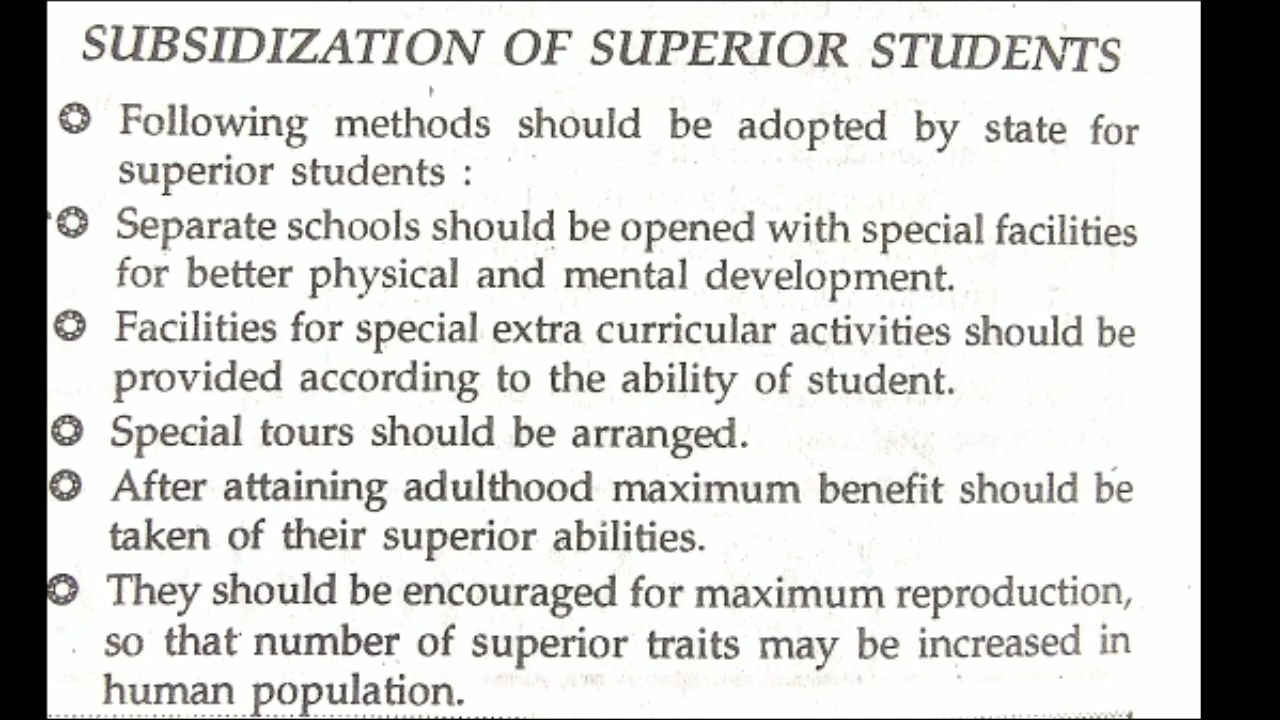 SUBSIDIZATION OF SUPERIOR STUDENTS
Following methods should be adopted by state for
superior students :
Separate schools should be opened with special facilities
for better physical and mental development.
Facilities for special extra curricular activities should be
provided according to the ability of student.
Special tours should be arranged.
After attaining adulthood maximum benefit should be
taken of their superior abilities.
They should be encouraged for maximum reproduction,
so that number of superior traits may be increased in
human population.